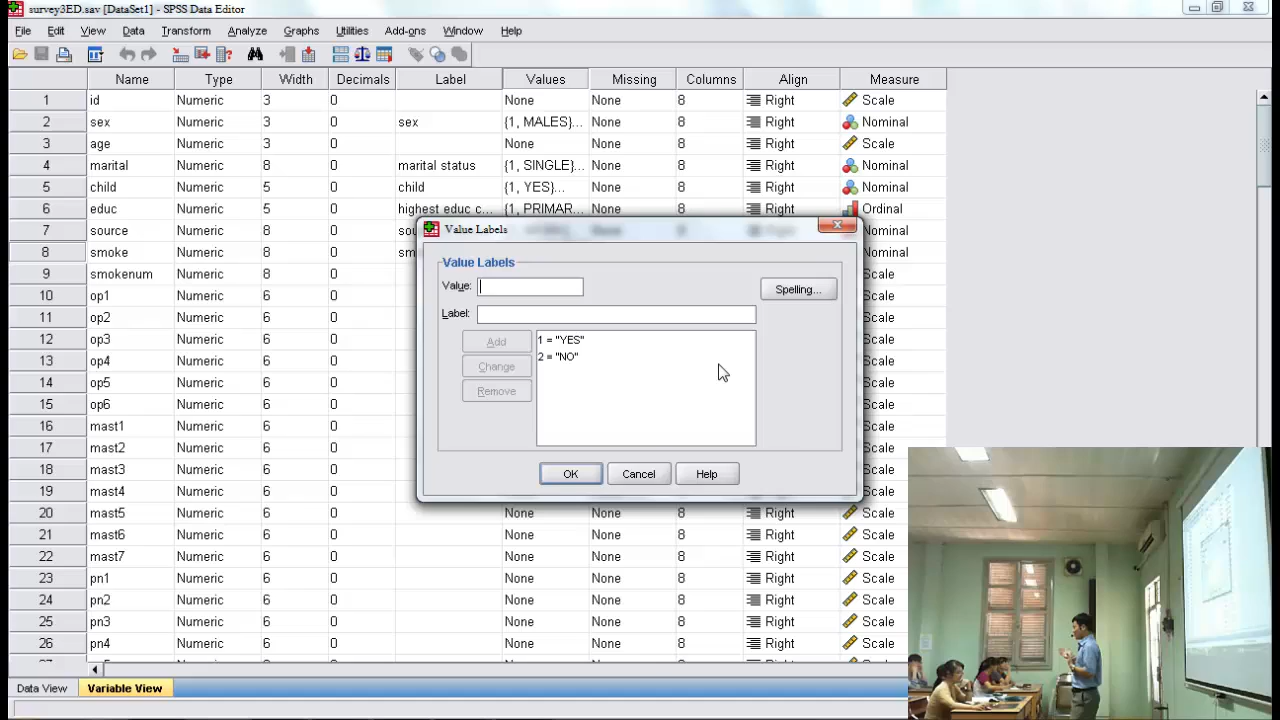 survey3ED.sav [DataSet1] - SPSS Data Editor
File Edit View Data Transform Analyze Graphs Utilities Add-ons Window Help
Name Type Width Decimals Label Values Missing Columns Align Measure
1 id Numeric 3 0 None None 8 Right Scale
2 sex Numeric 3 0 sex {1, MALES}... None 8 Right Nominal
3 age Numeric 3 0 None None 8 Right Scale
4 marital Numeric 8 0 marital status {1, SINGLE}... None 8 Right Nominal
5 child Numeric 5 0 child {1, YES}... None 8 Right Nominal
6 educ Numeric 5 0 highest educ c... {1, PRIMAR... None 8 Right Ordinal
7 source Numeric 8 0 sou Nominal
8 smoke Numeric 8 0 sm Nominal
9 smokenum Numeric 8 0 Scale
10 op1 Numeric 6 0 Scale
11 op2 Numeric 6 0 Scale
12 op3 Numeric 6 0 Scale
13 op4 Numeric 6 0 Scale
14 op5 Numeric 6 0 Scale
15 op6 Numeric 6 0 Scale
16 mast1 Numeric 6 0 Scale
17 mast2 Numeric 6 0 Scale
18 mast3 Numeric 6 0 Scale
19 mast4 Numeric 6 0 Scale
20 mast5 Numeric 6 0 None None 8 Right Scale
21 mast6 Numeric 6 0 None None 8 Right Scale
22 mast7 Numeric 6 0 None None 8 Right Scale
23 pn1 Numeric 6 0 None None 8 Right Scale
24 pn2 Numeric 6 0 None None 8 Right Scale
25 pn3 Numeric 6 0 None None 8 Right Scale
26 pn4 Numeric 6 0 None None 8 Right Scale
Value Labels
Value Labels
Value:
Spelling...
Label:
Add
Change
Remove
1 = "YES"
2 = "NO"
OK Cancel Help
Data View Variable View